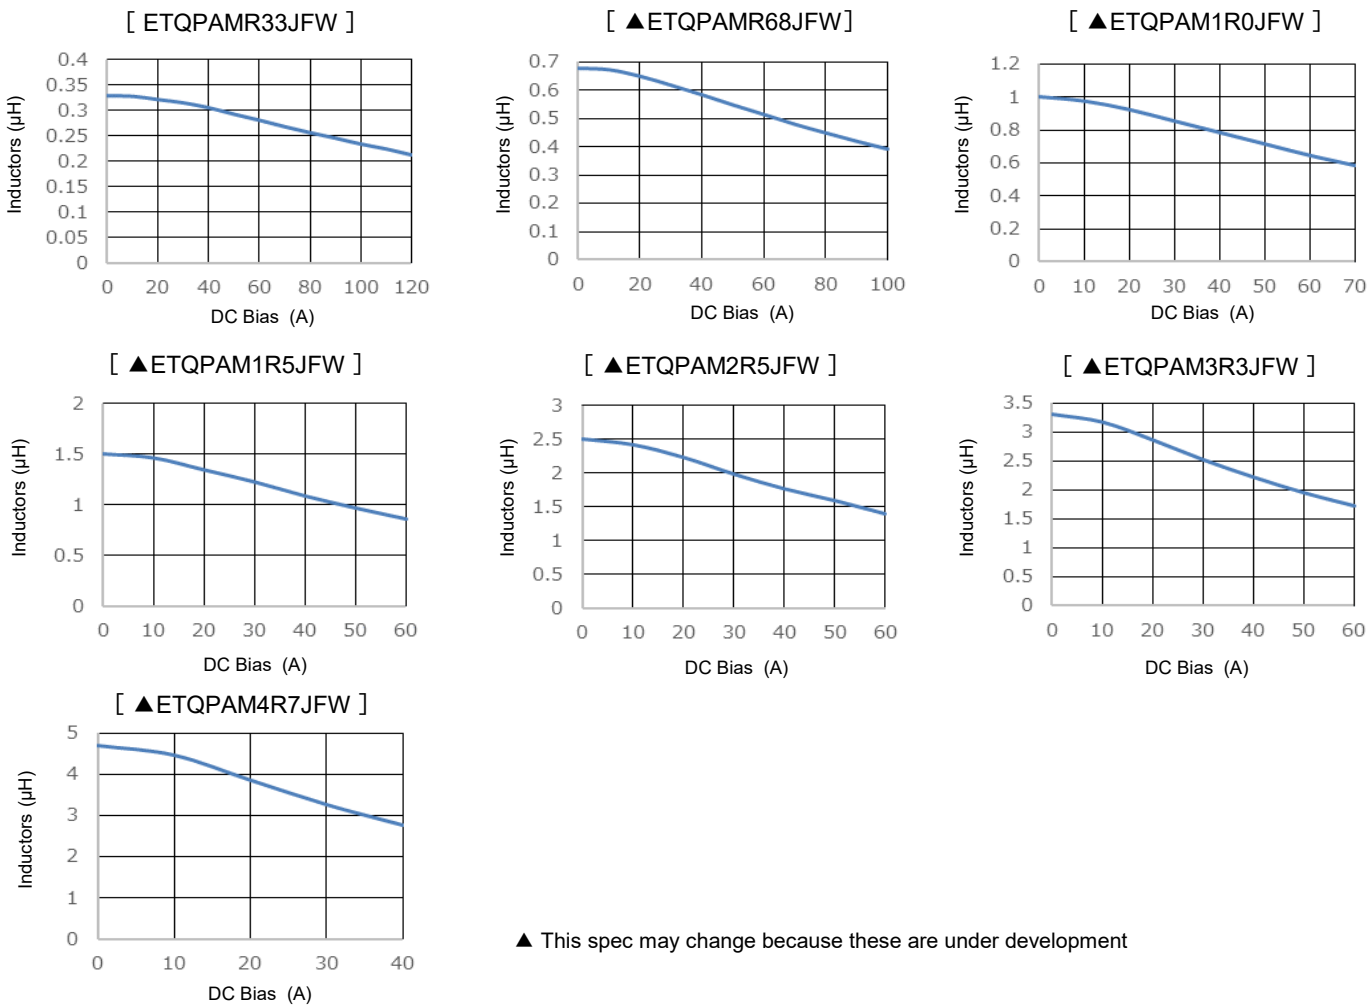 [ ETQPAMR33JFW ]
Inductors (μH)
0.4
0.35
0.3
0.25
0.2
0.15
0.1
0.05
0
0 20 40 60 80 100 120
DC Bias (A)
[ ▲ETQPAMR68JFW]
Inductors (μH)
0.7
0.6
0.5
0.4
0.3
0.2
0.1
0
0 20 40 60 80 100
DC Bias (A)
[ ▲ETQPAM1R0JFW ]
Inductors (μH)
1.2
1
0.8
0.6
0.4
0.2
0
0 10 20 30 40 50 60 70
DC Bias (A)
[ ▲ETQPAM1R5JFW ]
Inductors (μH)
2
1.5
1
0.5
0
0 10 20 30 40 50 60
DC Bias (A)
[ ▲ETQPAM2R5JFW ]
Inductors (μH)
3
2.5
2
1.5
1
0.5
0
0 10 20 30 40 50 60
DC Bias (A)
[ ▲ETQPAM3R3JFW ]
Inductors (μH)
3.5
3
2.5
2
1.5
1
0.5
0
0 10 20 30 40 50 60
DC Bias (A)
[ ▲ETQPAM4R7JFW ]
Inductors (μH)
5
4
3
2
1
0
0 10 20 30 40
DC Bias (A)
▲ This spec may change because these are under development